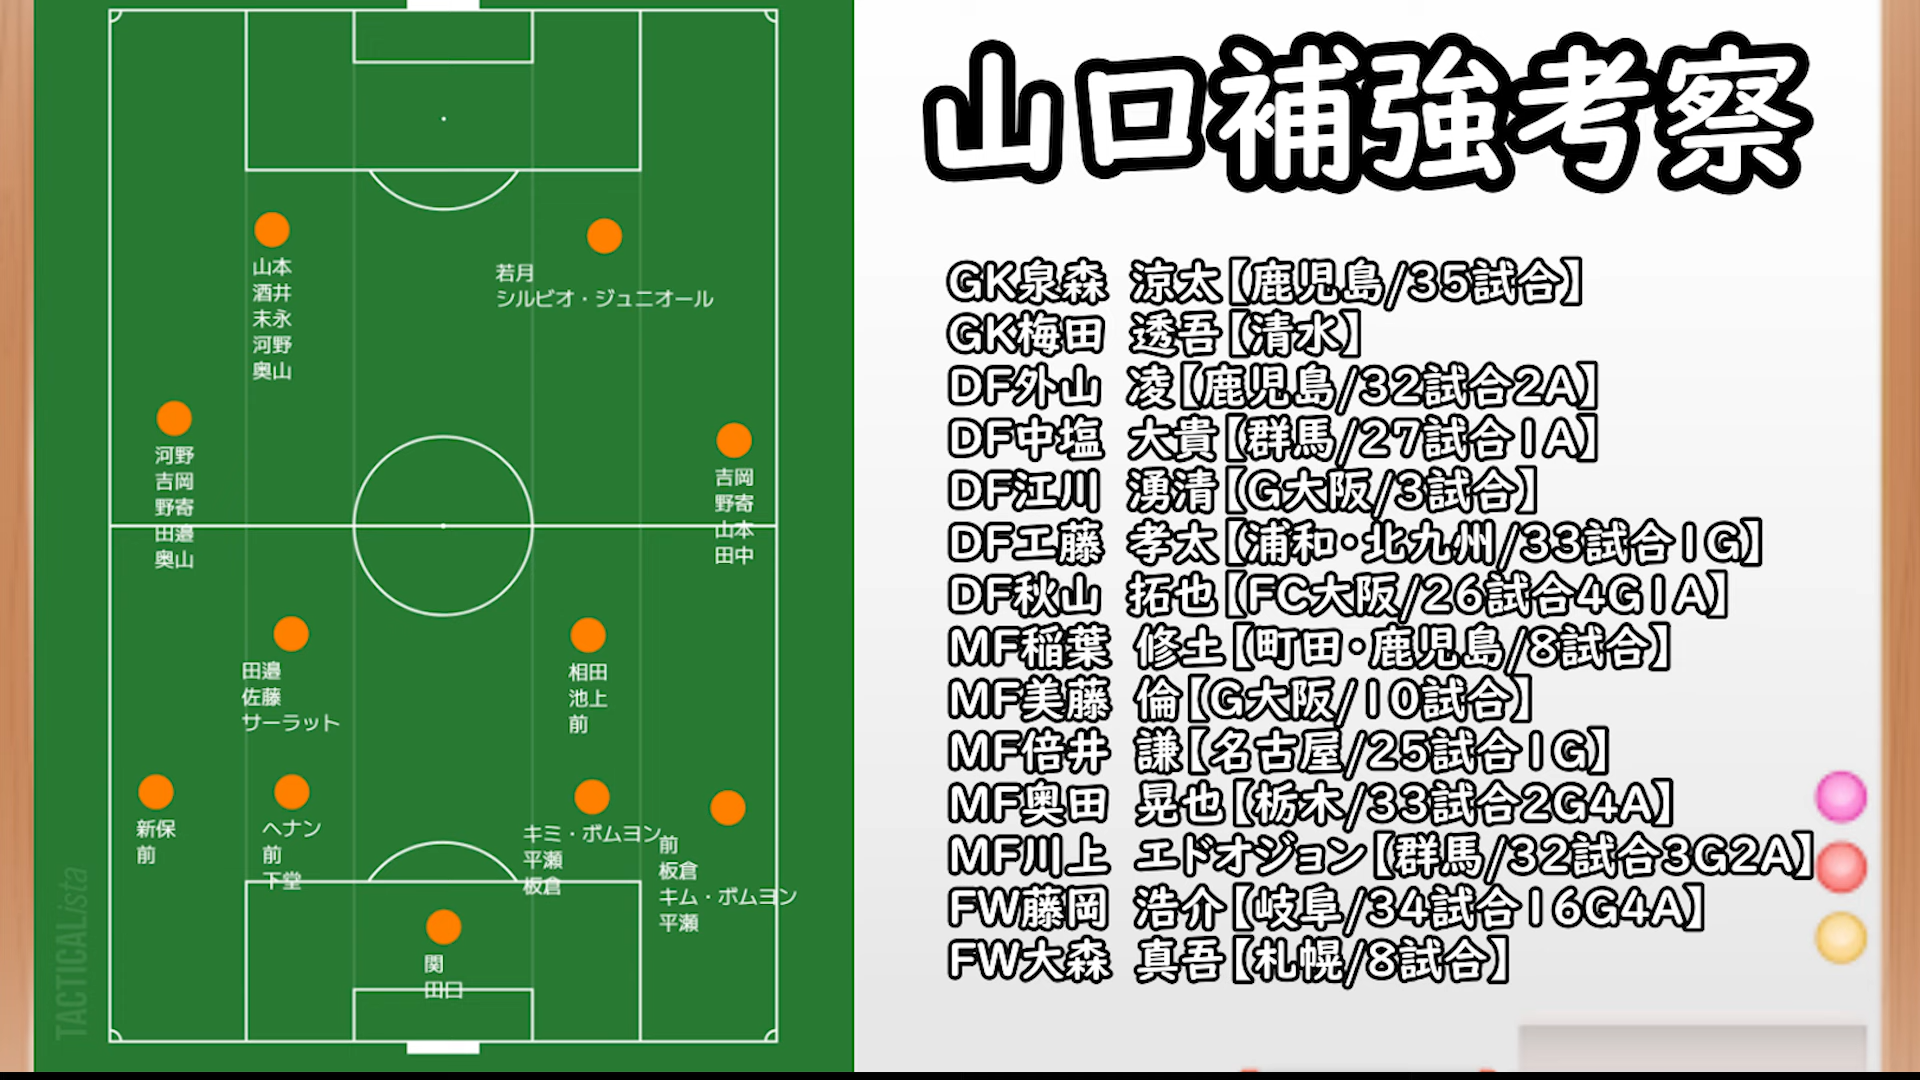 山口補強考察
山本
酒井
末永
河野
奥山
若月
シルビオ・ジュニオール
河野
吉岡
野寄
田邉
奥山
吉岡
野寄
山本
田中
田邉
佐藤
サーラット
相田
池上
前
新保
前
ヘナン
前
下堂
キミ・ボムヨン
平瀬
板倉
前
板倉
キム・ボムヨン
平瀬
関
田口
GK泉森 涼太【鹿児島/35試合】
GK梅田 透吾【清水】
DF外山 凌【鹿児島/32試合2A】
DF中塩 大貴【群馬/27試合1A】
DF江川 湧清【G大阪/3試合】
DF工藤 孝太【浦和・北九州/33試合1G】
DF秋山 拓也【FC大阪/26試合4G1A】
MF稲葉 修土【町田・鹿児島/8試合】
MF美藤 倫【G大阪/10試合】
MF倍井 謙【名古屋/25試合1G】
MF奥田 晃也【栃木/33試合2G4A】
MF川上 エドオジョン【群馬/32試合3G2A】
FW藤岡 浩介【岐阜/34試合16G4A】
FW大森 真吾【札幌/8試合】
TACTICALista